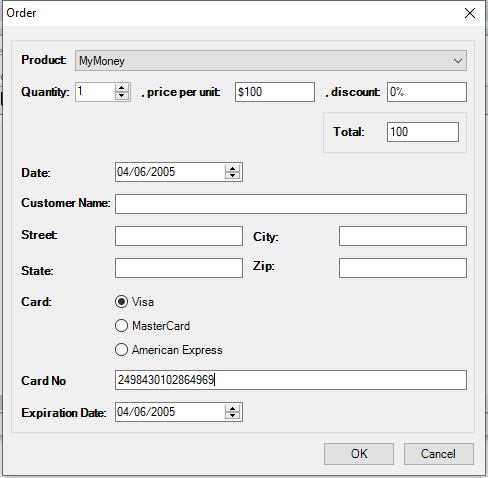 Order
Product: MyMoney
Quantity: 1 , price per unit: $100 , discount: 0%
Total: 100
Date: 04/06/2005
Customer Name:
Street: City:
State: Zip:
Card: Visa
MasterCard
American Express
Card No 2498430102864969
Expiration Date: 04/06/2005
OK Cancel